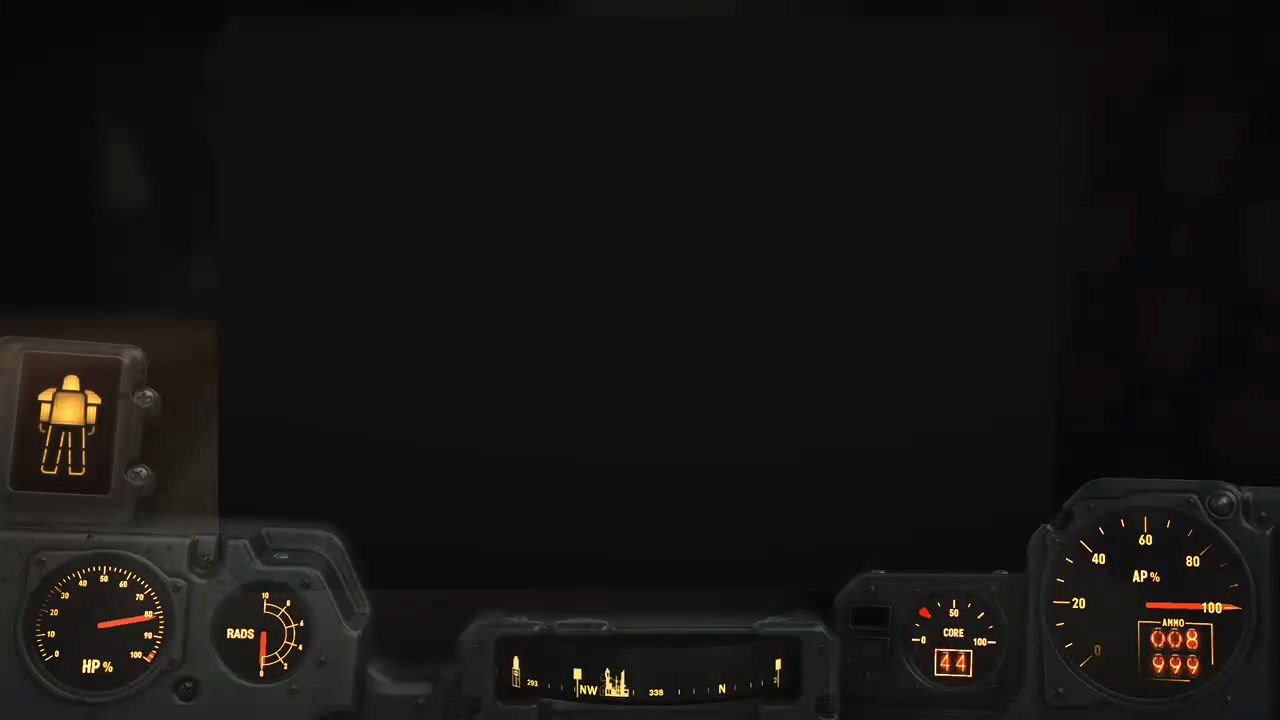 0 10 20 30 40 50 60 70 80 90 100
HP %
RADS
10 8 6 4 2 0
293 NW 338 N
0 50 100
CORE
44
0 20 40 60 80 100
AP %
AMMO
008
999